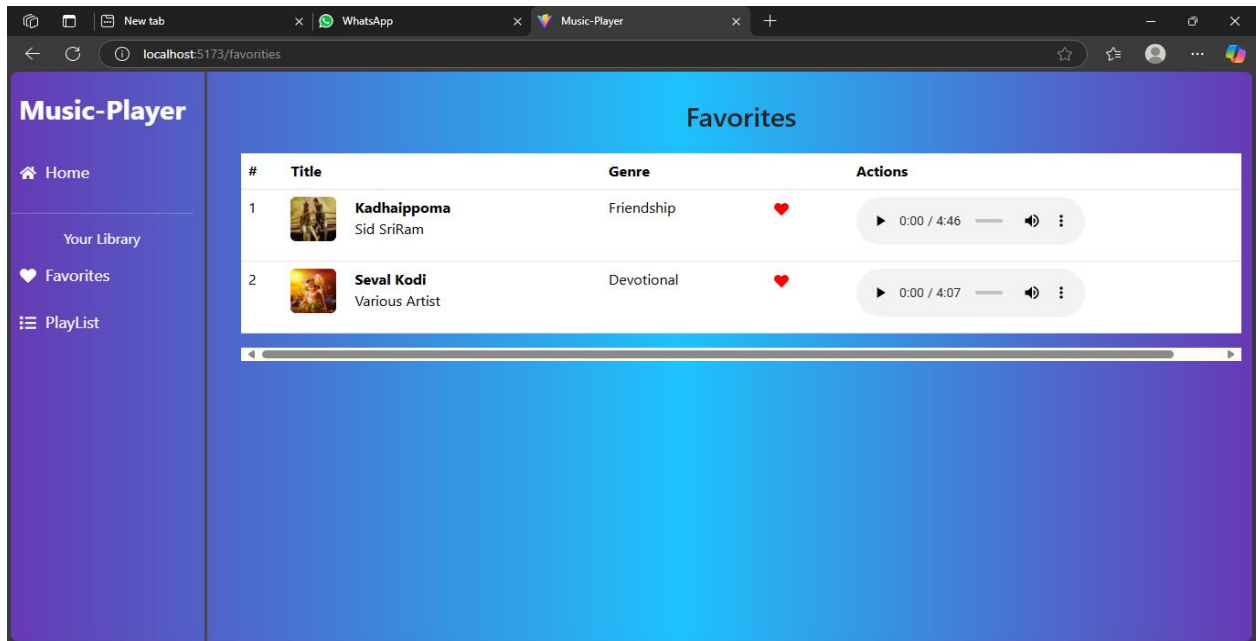 New tab
WhatsApp
Music-Player
localhost:5173/favorities
Music-Player
Home
Your Library
Favorites
PlayList
Favorites
# Title Genre Actions
1 Kadhaippoma Friendship 0:00 / 4:46
Sid SriRam
2 Seval Kodi Devotional 0:00 / 4:07
Various Artist